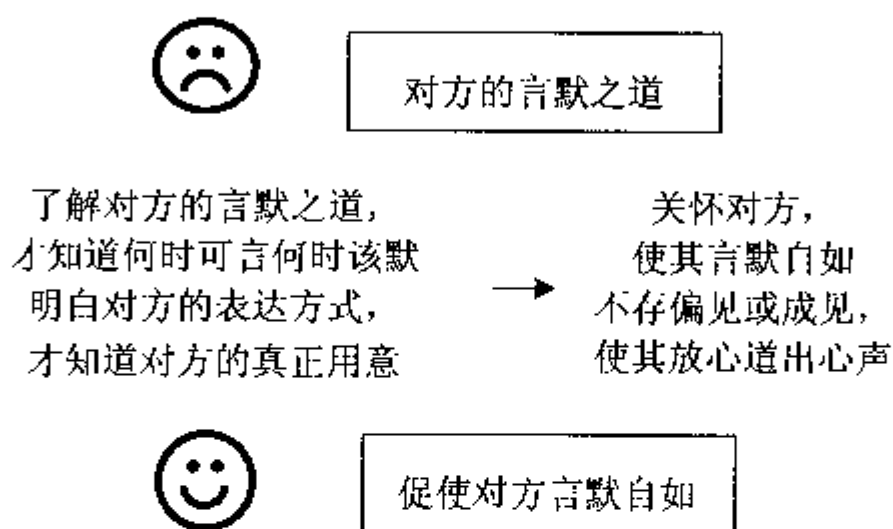 对方的言默之道
了解对方的言默之道，
才知道何时可言何时该默
明白对方的表达方式，
才知道对方的真正用意
关怀对方，
使其言默自如
不存偏见或成见，
使其放心道出心声
促使对方言默自如